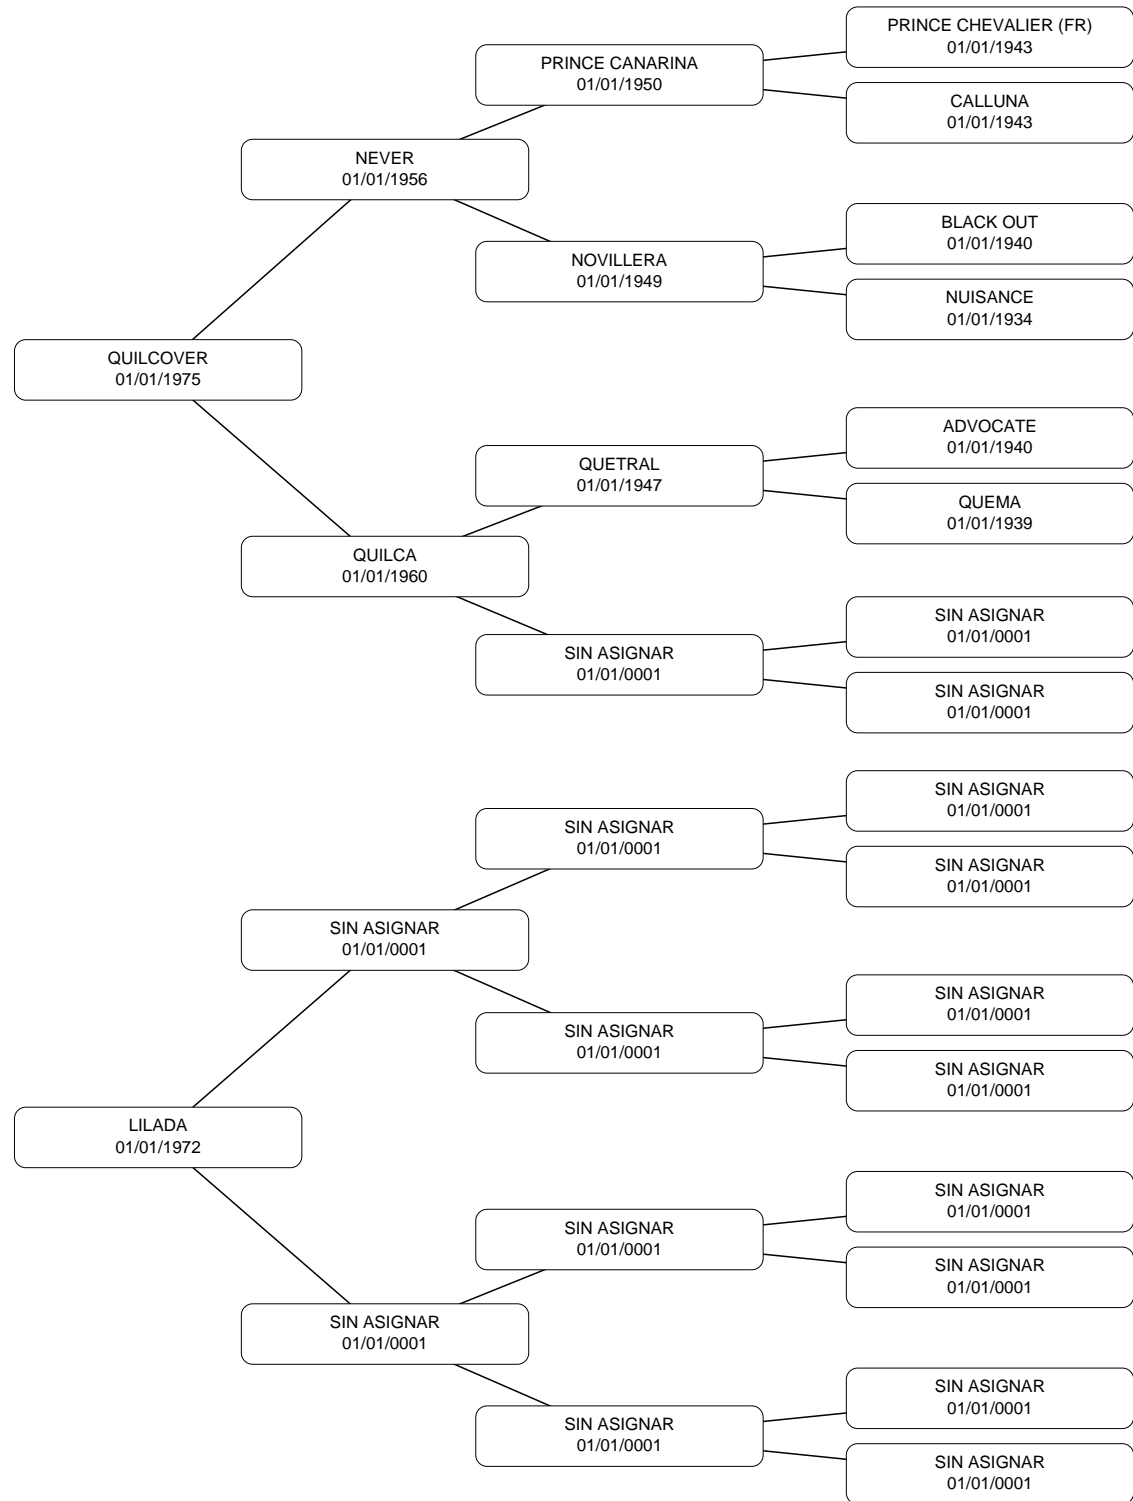 PRINCE CHEVALIER (FR)
01/01/1943
PRINCE CANARINA
01/01/1950
CALLUNA
01/01/1943
NEVER
01/01/1956
BLACK OUT
01/01/1940
NOVILLERA
01/01/1949
NUISANCE
01/01/1934
QUILCOVER
01/01/1975
ADVOCATE
01/01/1940
QUETRAL
01/01/1947
QUEMA
01/01/1939
QUILCA
01/01/1960
SIN ASIGNAR
01/01/0001
SIN ASIGNAR
01/01/0001
SIN ASIGNAR
01/01/0001
SIN ASIGNAR
01/01/0001
SIN ASIGNAR
01/01/0001
SIN ASIGNAR
01/01/0001
SIN ASIGNAR
01/01/0001
SIN ASIGNAR
01/01/0001
SIN ASIGNAR
01/01/0001
SIN ASIGNAR
01/01/0001
LILADA
01/01/1972
SIN ASIGNAR
01/01/0001
SIN ASIGNAR
01/01/0001
SIN ASIGNAR
01/01/0001
SIN ASIGNAR
01/01/0001
SIN ASIGNAR
01/01/0001
SIN ASIGNAR
01/01/0001
SIN ASIGNAR
01/01/0001